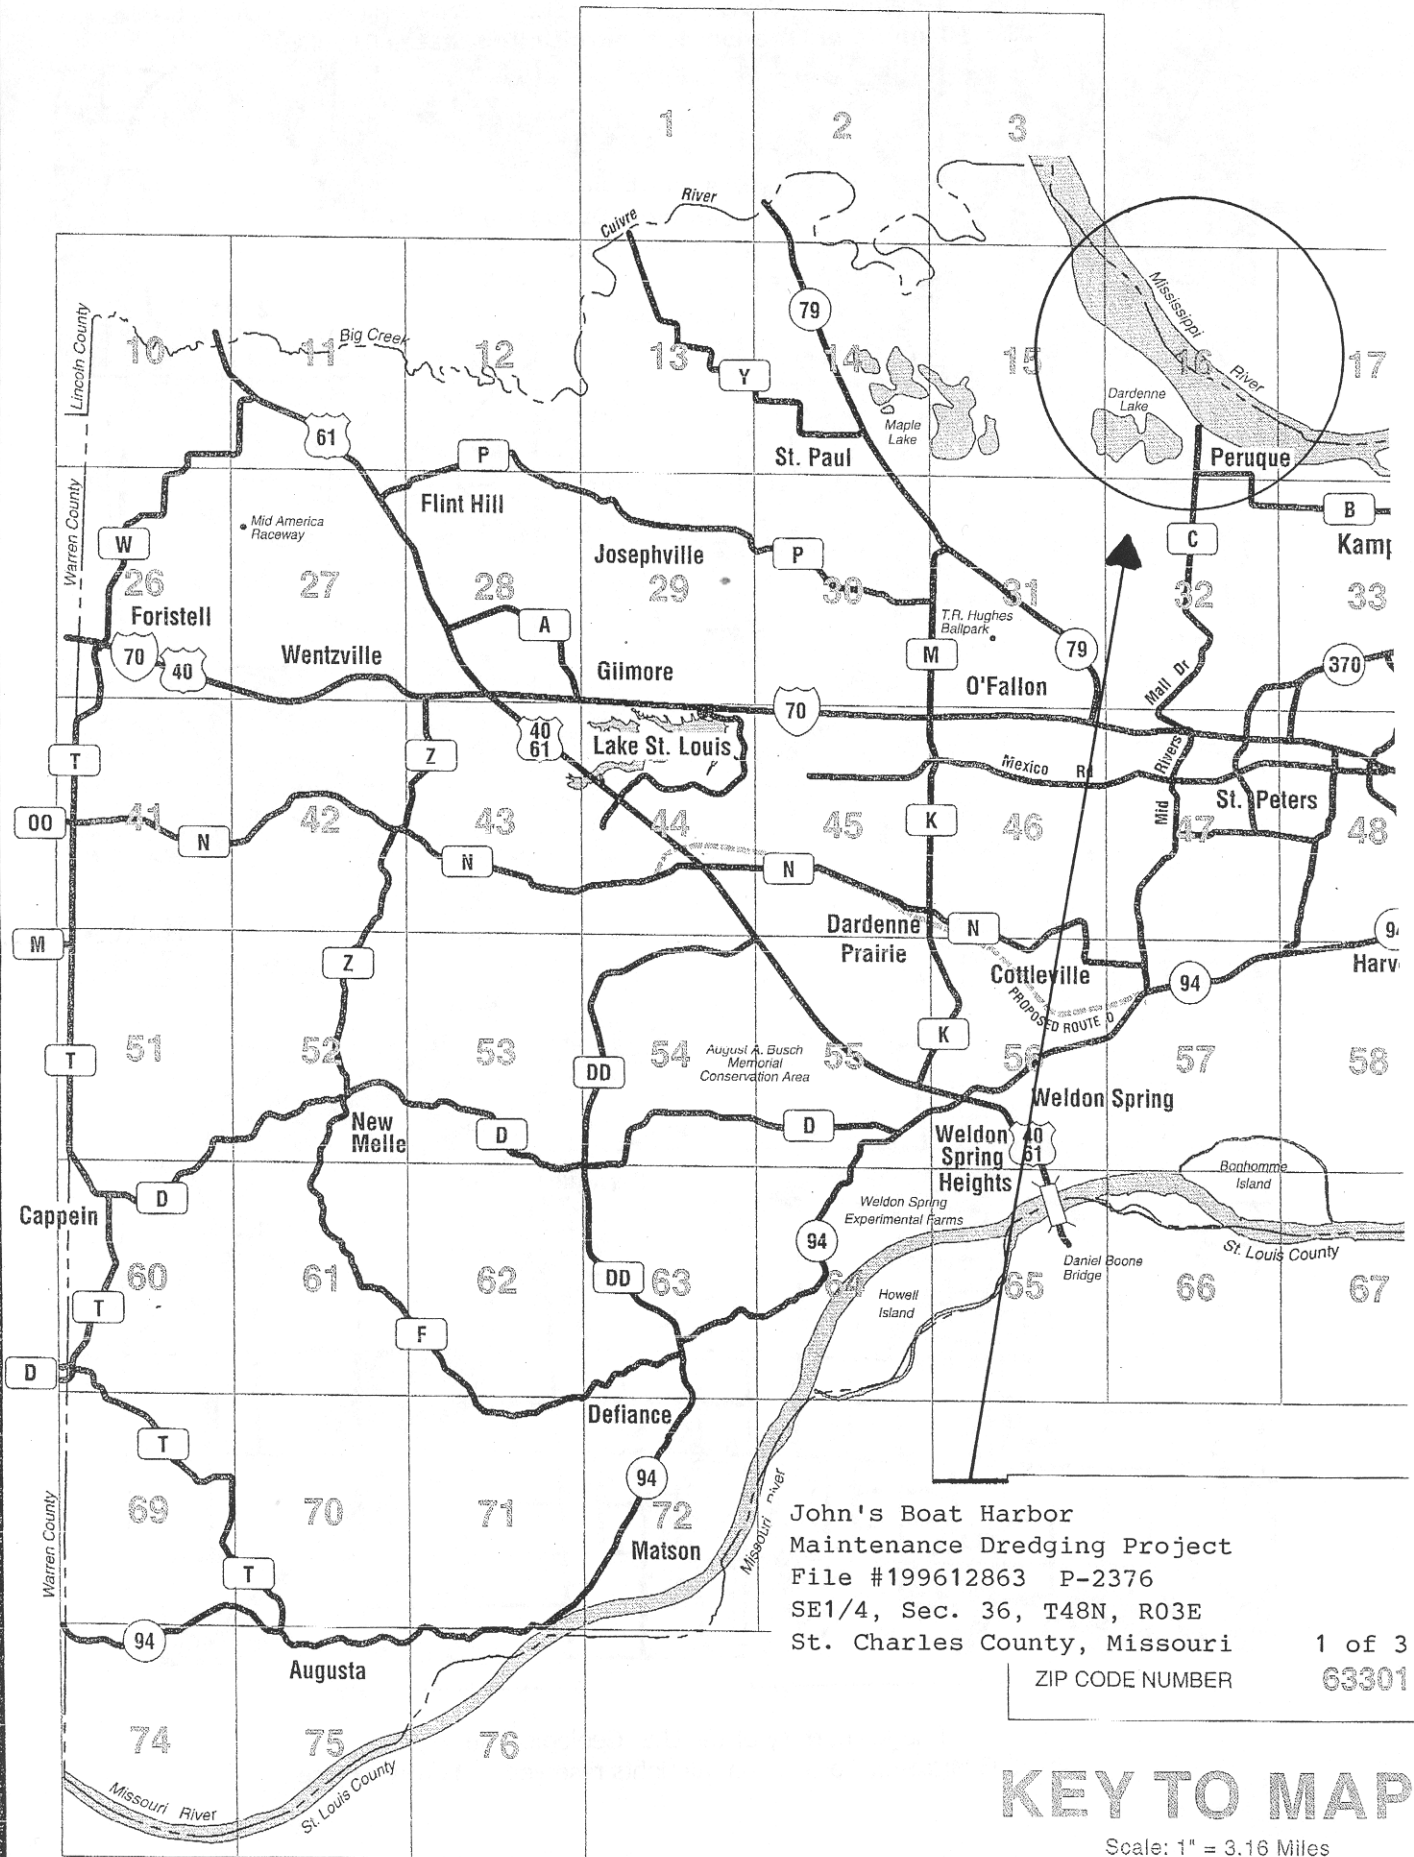 1
2
3
Cuivre
River
79
Mississippi
River
Lincoln County
10
11
Big Creek
12
13
14
15
16
17
Y
61
Maple
Lake
Dardenne
Lake
St. Paul
Peruque
P
Flint Hill
B
Warren County
Mid America
Raceway
W
Josephville
P
C
Kamp
26
27
28
29
30
31
32
33
Foristell
A
T.R. Hughes
Ballpark
70
40
Wentzville
Gilmore
M
79
Mall Dr
370
O'Fallon
40
61
70
Z
Lake St. Louis
T
Mexico Rd
Mid Rivers
St. Peters
OO
41
N
42
43
44
45
K
46
47
48
N
N
M
Dardenne
Prairie
N
94
Z
Cottleville
94
Harv
PROPOSED ROUTE D
K
51
52
53
54
55
56
57
58
T
DD
August A. Busch
Memorial
Conservation Area
Weldon Spring
New
Melle
D
D
Weldon
Spring
Heights
40
61
Bonhomme
Island
D
Cappein
Weldon Spring
Experimental Farms
94
St. Louis County
Daniel Boone
Bridge
60
61
62
DD
63
64
Howell
Island
65
66
67
T
F
D
Defiance
T
94
69
70
71
72
Missouri River
Warren County
Matson
T
John's Boat Harbor
Maintenance Dredging Project
File #199612863 P-2376
SE1/4, Sec. 36, T48N, R03E
St. Charles County, Missouri 1 of 3
94
Augusta
ZIP CODE NUMBER 63301
74
75
76
Missouri River
St. Louis County
KEY TO MAP
Scale: 1" = 3.16 Miles